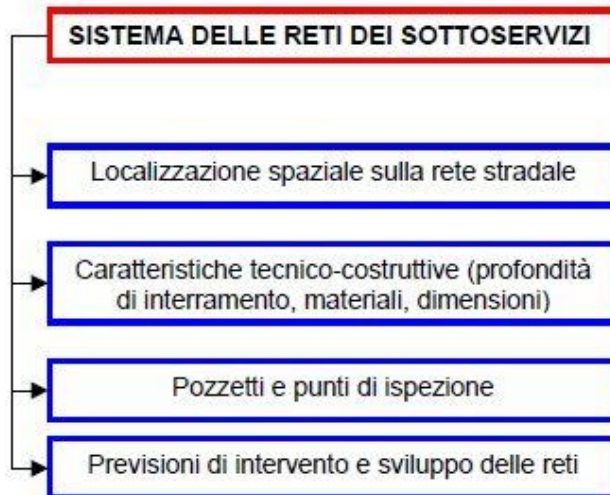 SISTEMA DELLE RETI DEI SOTTOSERVIZI
Localizzazione spaziale sulla rete stradale
Caratteristiche tecnico-costruttive (profondità
di interramento, materiali, dimensioni)
Pozzetti e punti di ispezione
Previsioni di intervento e sviluppo delle reti